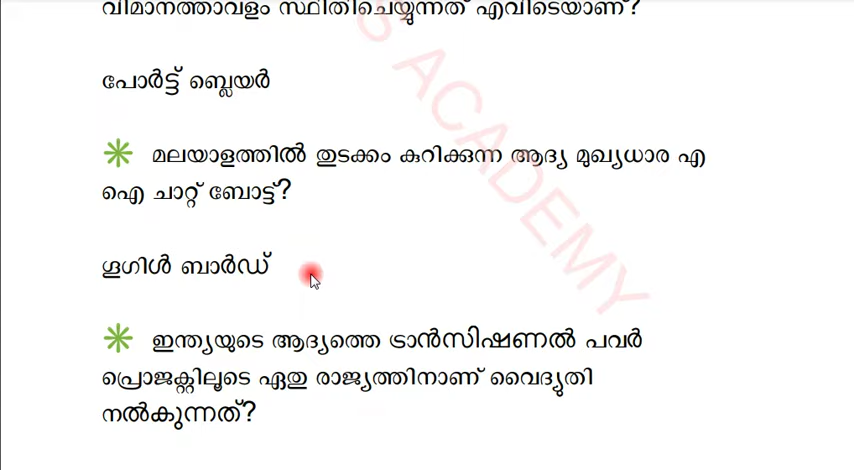 വിമാനത്താവളം സ്ഥിതിചെയ്യുന്നത് എവിടെയാണ്?
പോർട്ട് ബ്ലെയർ
✳️ മലയാളത്തിൽ തുടക്കം കുറിക്കുന്ന ആദ്യ മുഖ്യധാര എ
ഐ ചാറ്റ് ബോട്ട്?
ഗൂഗിൾ ബാർഡ്
✳️ ഇന്ത്യയുടെ ആദ്യത്തെ ട്രാൻസിഷണൽ പവർ
പ്രൊജക്റ്റിലൂടെ ഏതു രാജ്യത്തിനാണ് വൈദ്യുതി
നൽകുന്നത്?
S ACADEMY